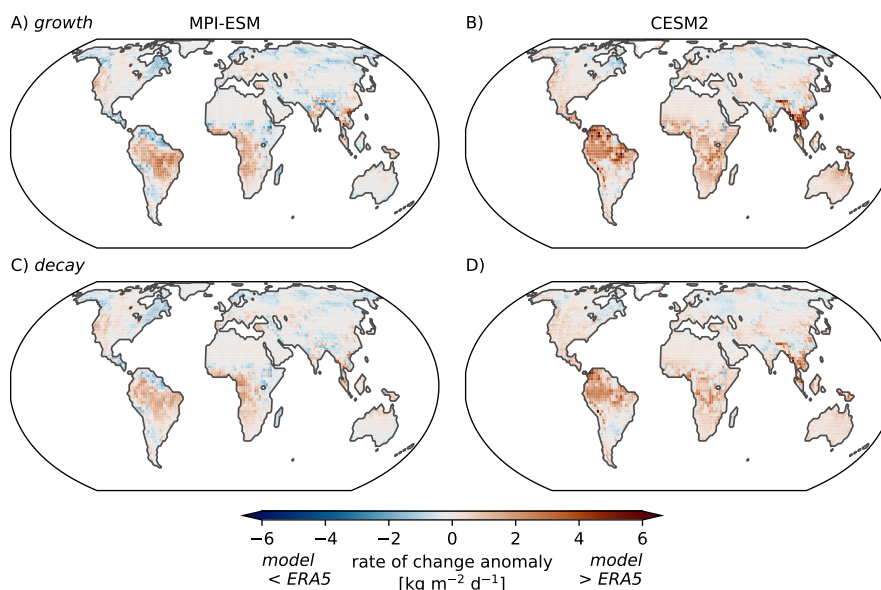 A) growth
MPI-ESM
B)
CESM2
C) decay
D)
−6 −4 −2 0 2 4 6
model
< ERA5
rate of change anomaly
[kg m⁻² d⁻¹]
model
> ERA5